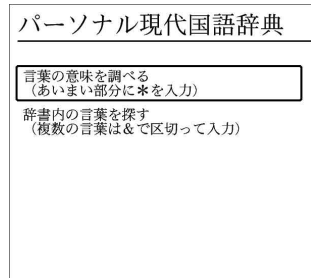 パーソナル現代国語辞典
言葉の意味を調べる
（あいまい部分に＊を入力）
辞書内の言葉を探す
（複数の言葉は＆で区切って入力）